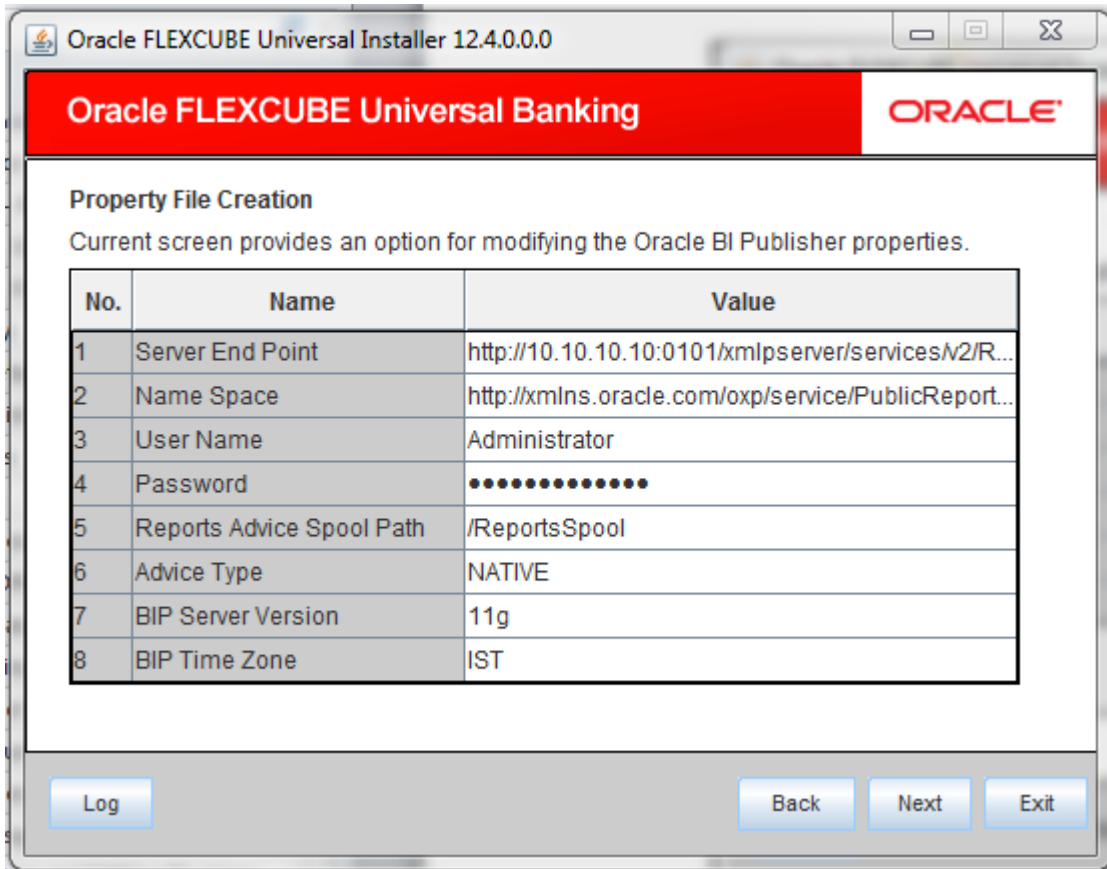 Oracle FLEXCUBE Universal Installer 12.4.0.0.0
Oracle FLEXCUBE Universal Banking
ORACLE
Property File Creation
Current screen provides an option for modifying the Oracle BI Publisher properties.
No. Name Value
1 Server End Point http://10.10.10.10:0101/xmlpserver/services/v2/R...
2 Name Space http://xmlns.oracle.com/oxp/service/PublicReport...
3 User Name Administrator
4 Password •••••••••••••
5 Reports Advice Spool Path /ReportsSpool
6 Advice Type NATIVE
7 BIP Server Version 11g
8 BIP Time Zone IST
Log Back Next Exit